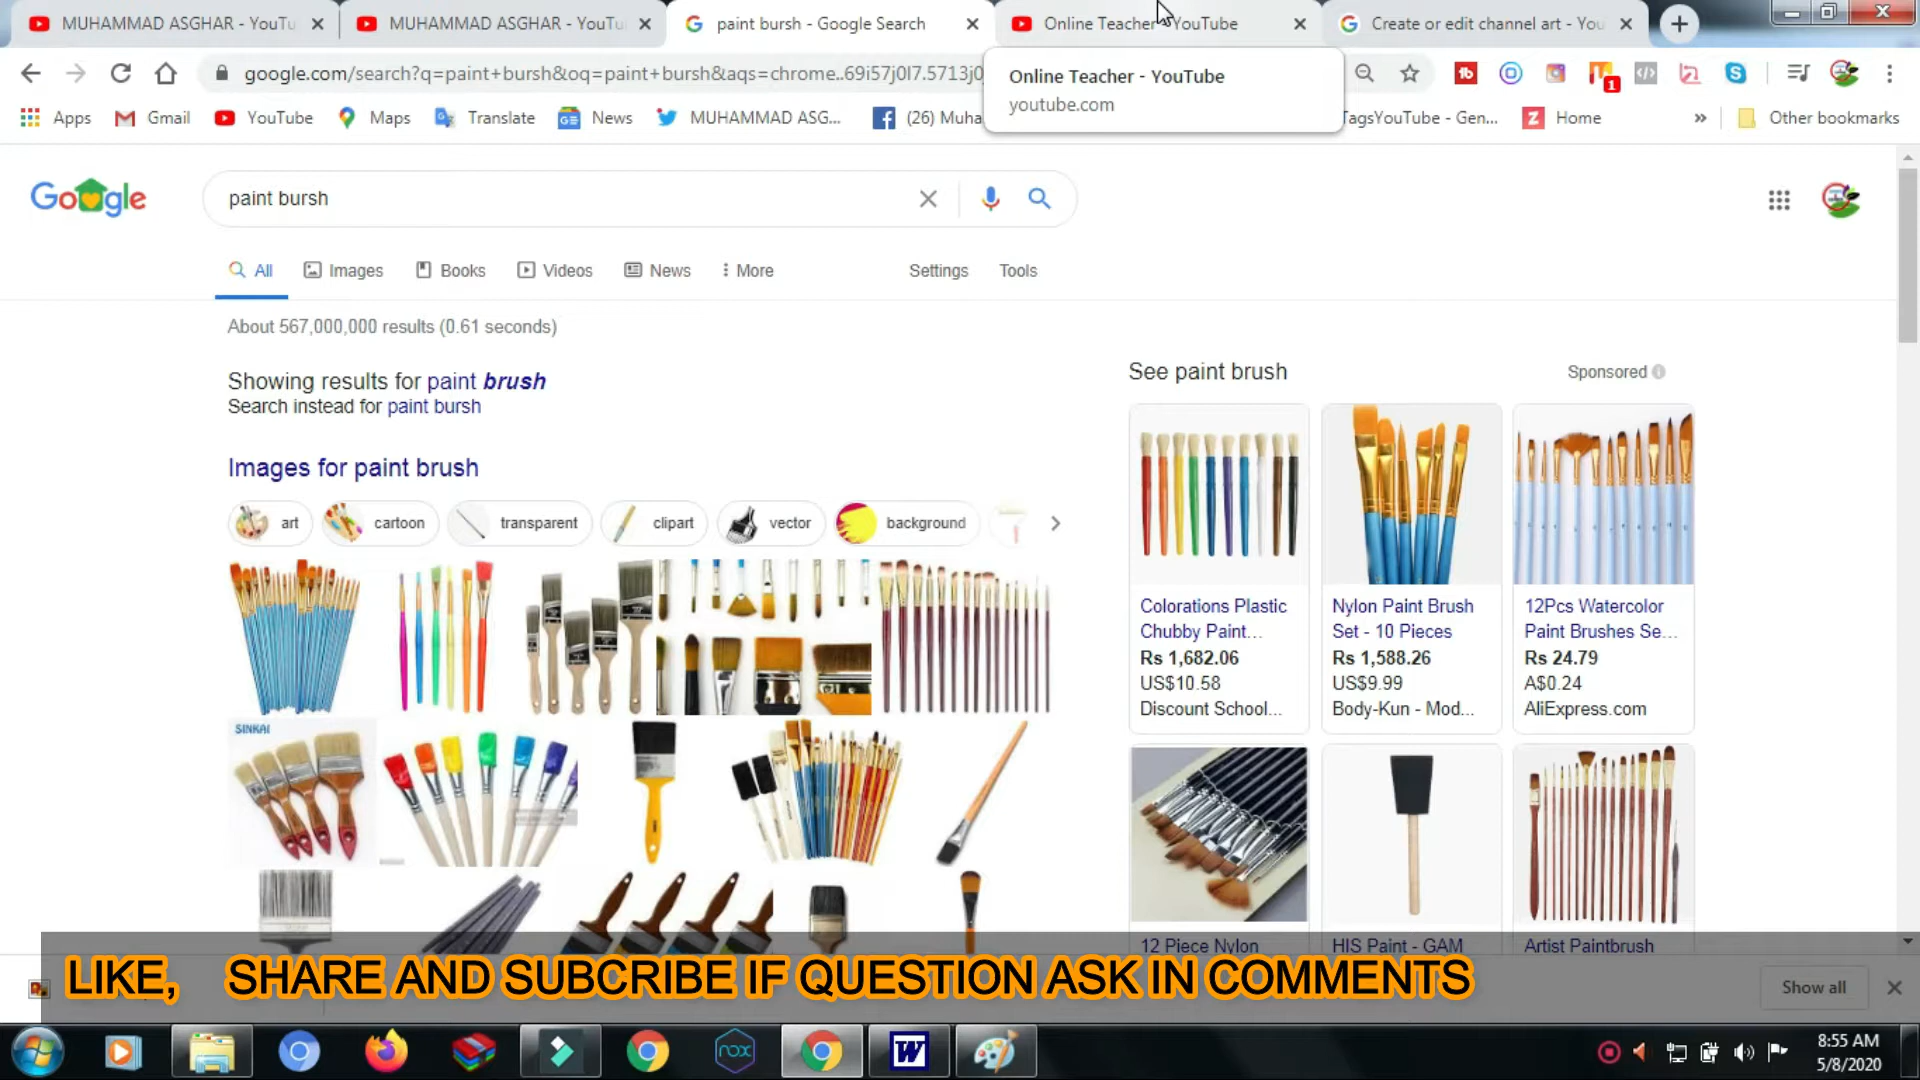 MUHAMMAD ASGHAR - YouTu
MUHAMMAD ASGHAR - YouTu
paint bursh - Google Search
Online Teacher - YouTube
Create or edit channel art - You
google.com/search?q=paint+bursh&oq=paint+bursh&aqs=chrome..69i57j0l7.5713j0
Online Teacher - YouTube
youtube.com
1
Apps
Gmail
YouTube
Maps
Translate
News
MUHAMMAD ASG...
(26) Muha
TagsYouTube - Gen...
Home
Other bookmarks
Google
paint bursh
All
Images
Books
Videos
News
More
Settings
Tools
About 567,000,000 results (0.61 seconds)
Showing results for paint brush
Search instead for paint bursh
See paint brush
Sponsored
Images for paint brush
art
cartoon
transparent
clipart
vector
background
Colorations Plastic
Chubby Paint...
Rs 1,682.06
US$10.58
Discount School...
Nylon Paint Brush
Set - 10 Pieces
Rs 1,588.26
US$9.99
Body-Kun - Mod...
12Pcs Watercolor
Paint Brushes Se...
Rs 24.79
A$0.24
AliExpress.com
SINKAI
12 Piece Nylon
HIS Paint - GAM
Artist Paintbrush
LIKE, SHARE AND SUBCRIBE IF QUESTION ASK IN COMMENTS
Show all
nox
W
8:55 AM
5/8/2020